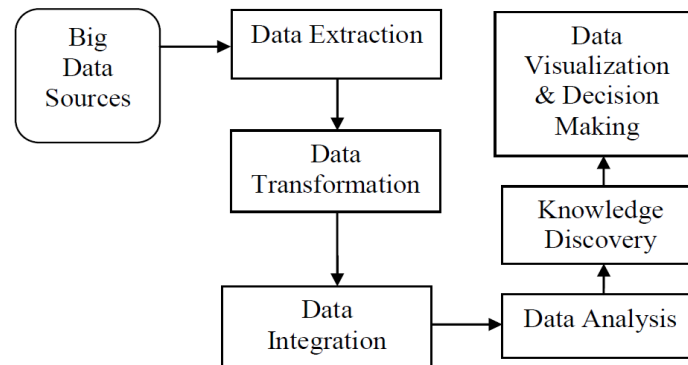 Big
Data
Sources
Data Extraction
Data
Transformation
Data
Integration
Data Analysis
Knowledge
Discovery
Data
Visualization
& Decision
Making